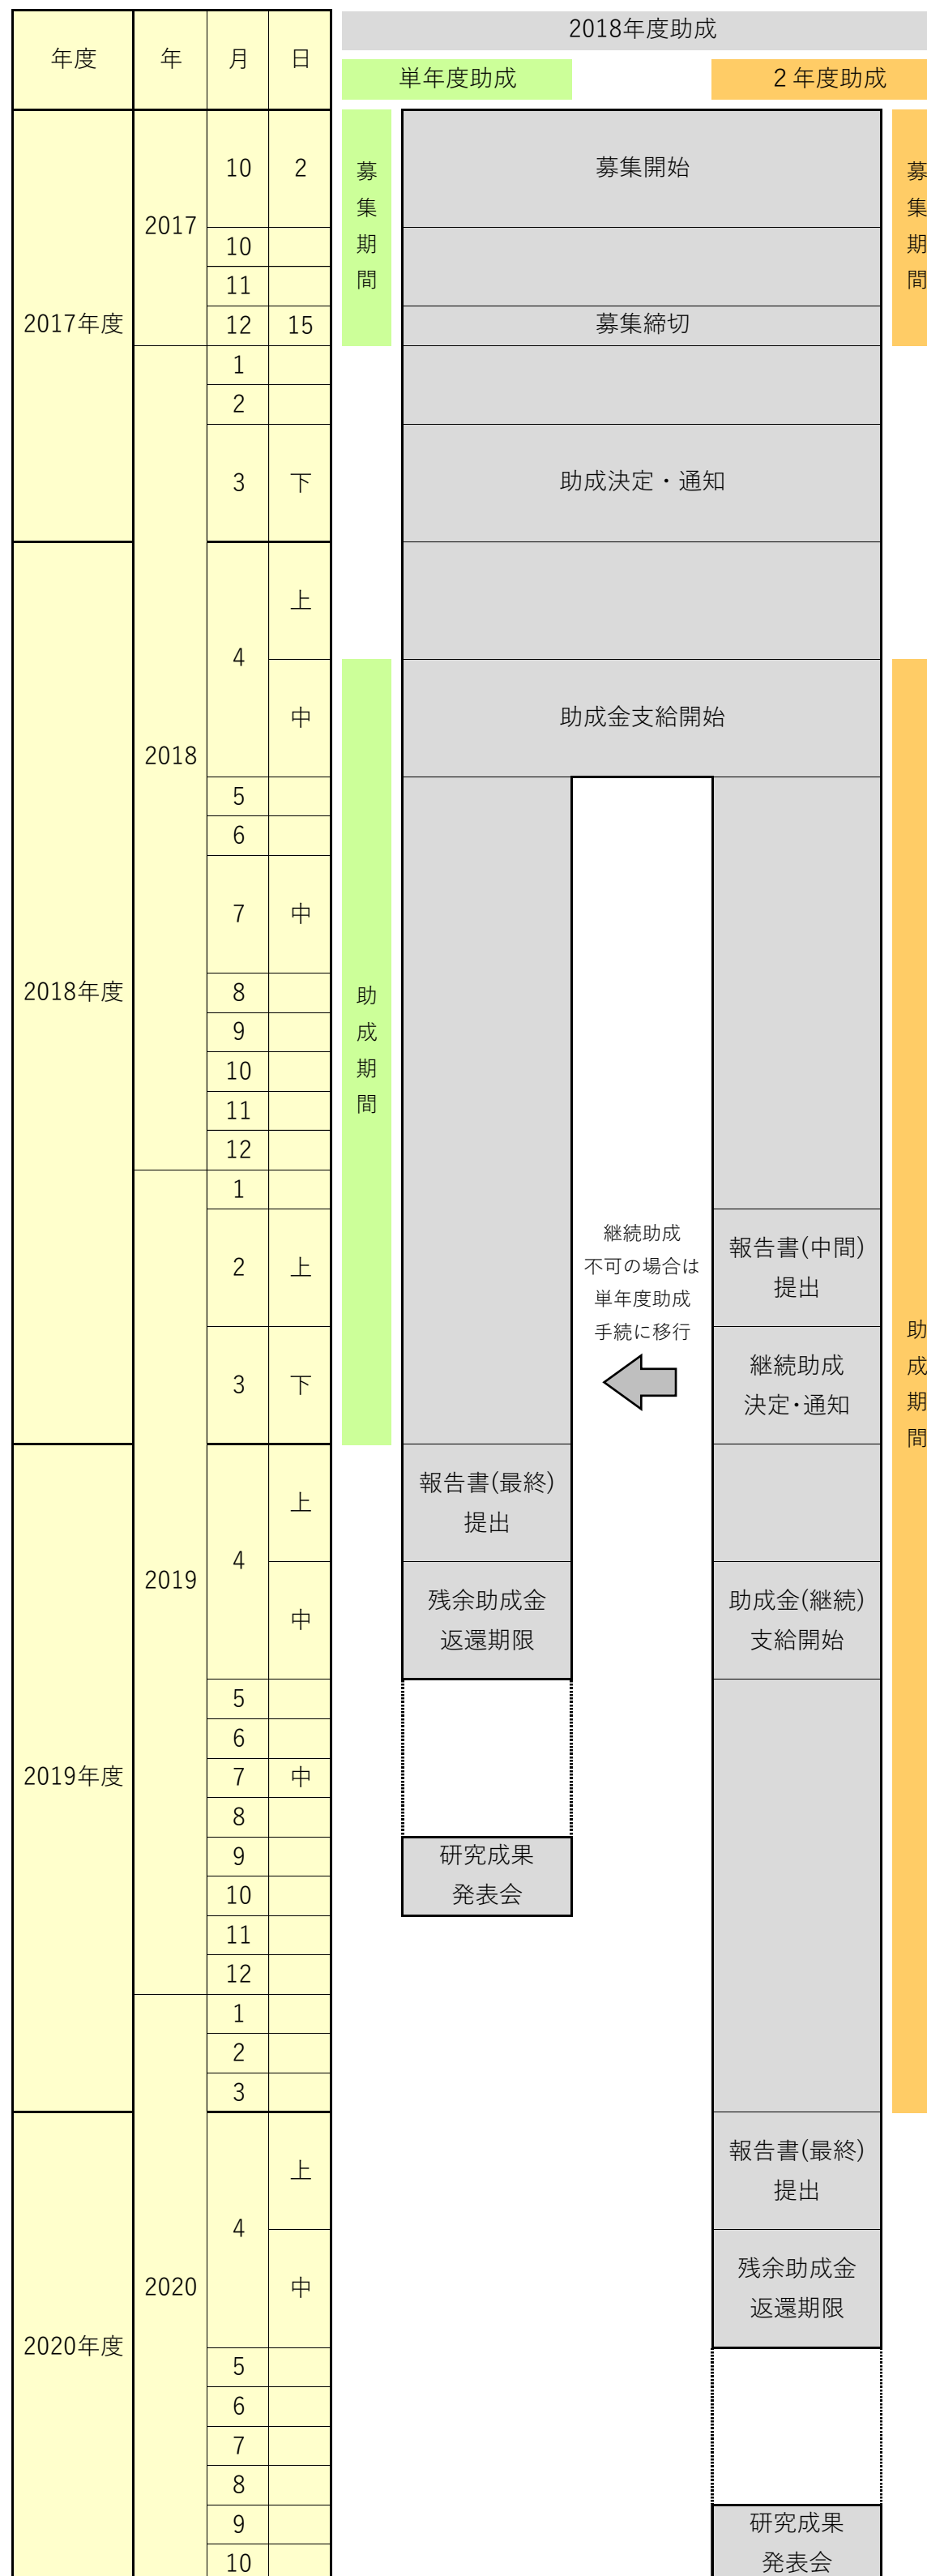 2018年度助成
年度 年 月 日
単年度助成 2年度助成
10 2 募集開始
募集期間
募集期間
2017
10
11
2017年度
12 15 募集締切
1
2
3 下 助成決定・通知
上
4
中 助成金支給開始
2018
5
6
7 中
2018年度
8
9
助成期間
10
11
12
1
2 上
継続助成
不可の場合は
単年度助成
手続に移行
報告書(中間)
提出
3 下
継続助成
決定・通知
助成期間
上
報告書(最終)
提出
4
2019
中
残余助成金
返還期限
助成金(継続)
支給開始
5
6
2019年度
7 中
8
9
10
研究成果
発表会
11
12
1
2
3
上
報告書(最終)
提出
4
2020
中
残余助成金
返還期限
2020年度
5
6
7
8
9
10
研究成果
発表会